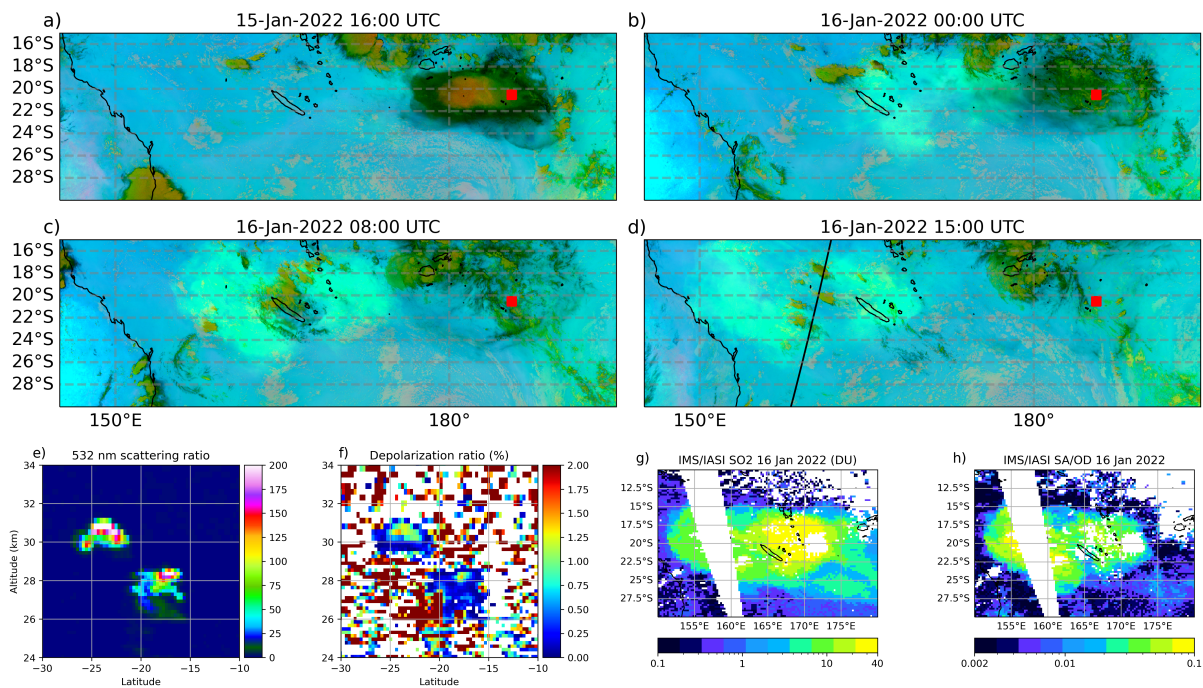 a) 15-Jan-2022 16:00 UTC
16°S
18°S
20°S
22°S
24°S
26°S
28°S
b) 16-Jan-2022 00:00 UTC
c) 16-Jan-2022 08:00 UTC
16°S
18°S
20°S
22°S
24°S
26°S
28°S
150°E 180°
d) 16-Jan-2022 15:00 UTC
150°E 180°
e) 532 nm scattering ratio
Altitude (km)
34
32
30
28
26
24
−30 −25 −20 −15 −10
Latitude
200
175
150
125
100
75
50
25
0
f) Depolarization ratio (%)
34
32
30
28
26
24
−30 −25 −20 −15 −10
Latitude
2.00
1.75
1.50
1.25
1.00
0.75
0.50
0.25
0.00
g) IMS/IASI SO2 16 Jan 2022 (DU)
12.5°S
15°S
17.5°S
20°S
22.5°S
25°S
27.5°S
155°E 160°E 165°E 170°E 175°E
0.1 1 10 40
h) IMS/IASI SA/OD 16 Jan 2022
12.5°S
15°S
17.5°S
20°S
22.5°S
25°S
27.5°S
155°E 160°E 165°E 170°E 175°E
0.002 0.01 0.1